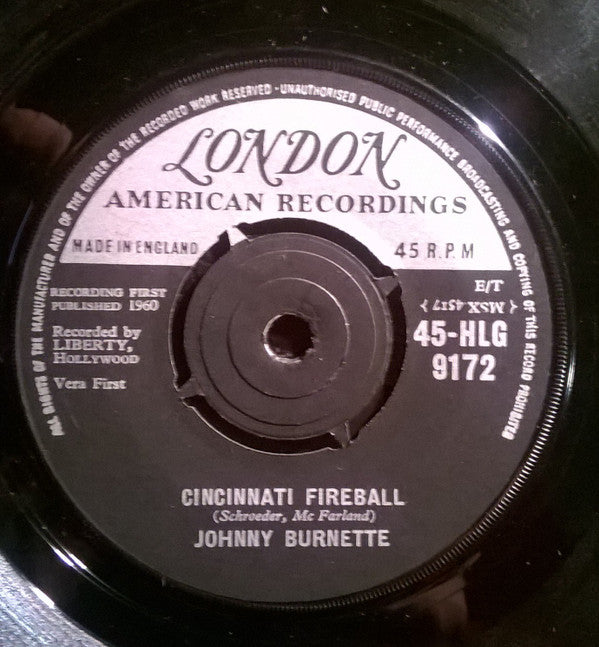 ALL RIGHTS OF THE MANUFACTURER AND OF THE OWNER OF THE RECORDED WORK RESERVED · UNAUTHORISED PUBLIC PERFORMANCE BROADCASTING AND COPYING OF THIS RECORD PROHIBITED
LONDON
AMERICAN RECORDINGS
MADE IN ENGLAND
45 R.P.M
RECORDING FIRST
PUBLISHED 1960
Recorded by
LIBERTY,
HOLLYWOOD
Vera First
E/T
(MSX.4517)
45-HLG
9172
CINCINNATI FIREBALL
(Schroeder, Mc Farland)
JOHNNY BURNETTE